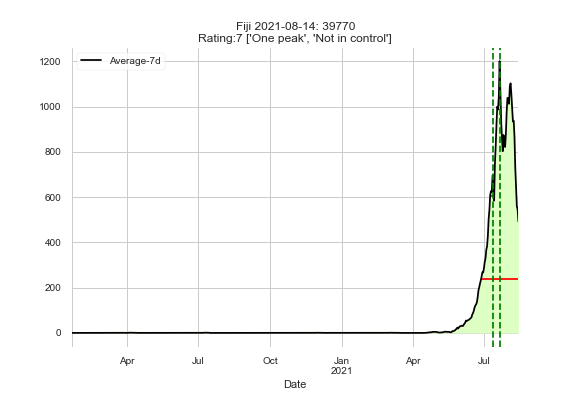 Fiji 2021-08-14: 39770
Rating:7 ['One peak', 'Not in control']
Average-7d
1200
1000
800
600
400
200
0
Apr
Jul
Oct
Jan
2021
Apr
Jul
Date